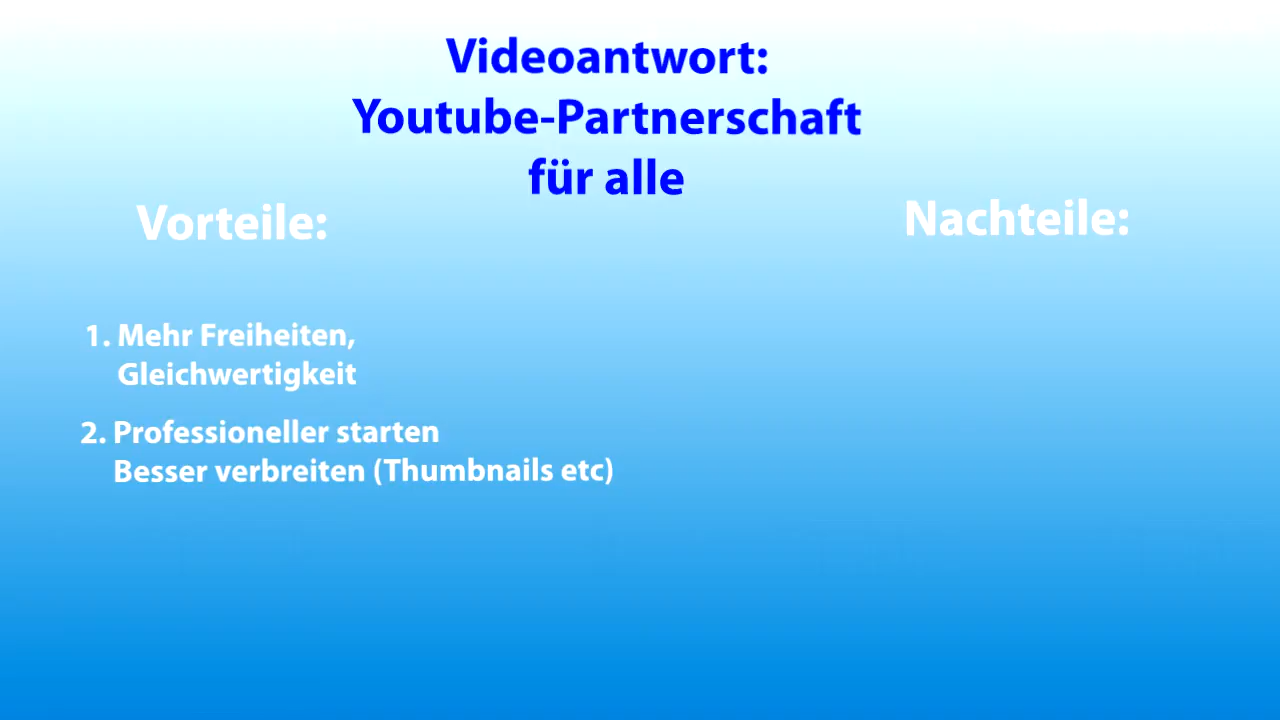 Videoantwort:
Youtube-Partnerschaft
für alle
Vorteile:
Nachteile:
1. Mehr Freiheiten,
Gleichwertigkeit
2. Professioneller starten
Besser verbreiten (Thumbnails etc)